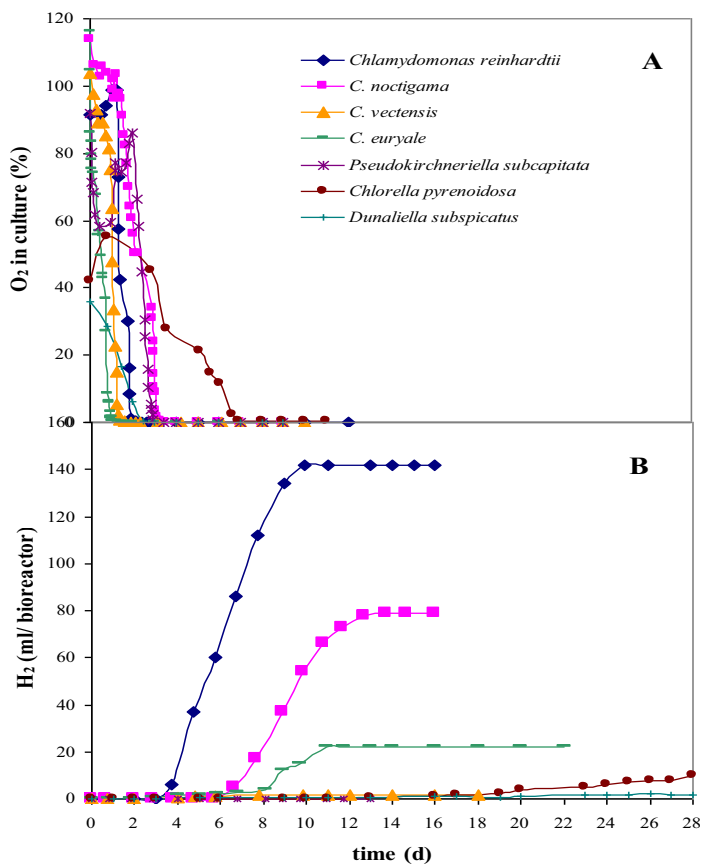 120
100
80
60
40
20
0
O2 in culture (%)
A
Chlamydomonas reinhardtii
C. noctigama
C. vectensis
C. euryale
Pseudokirchneriella subcapitata
Chlorella pyrenoidosa
Dunaliella subspicatus
160
140
120
100
80
60
40
20
0
H2 (ml/ bioreactor)
B
0 2 4 6 8 10 12 14 16 18 20 22 24 26 28
time (d)